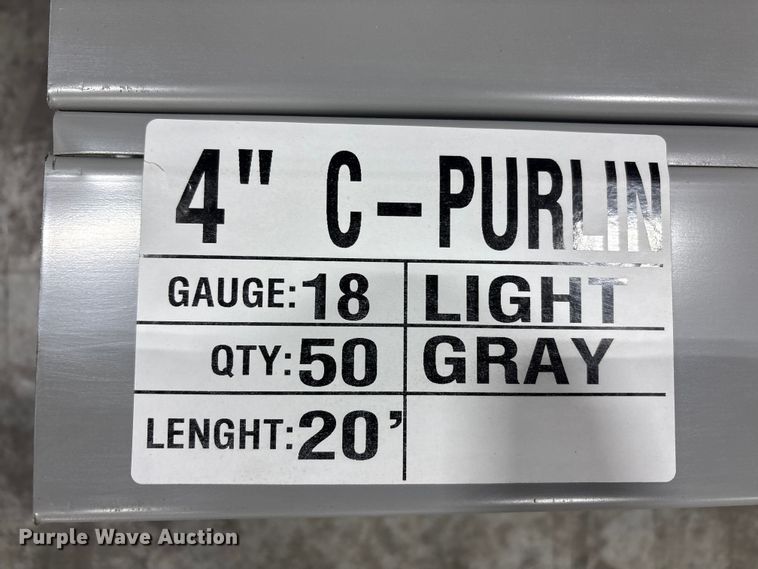 4" C-PURLIN
GAUGE:18 LIGHT
QTY:50 GRAY
LENGHT:20'
Purple Wave Auction